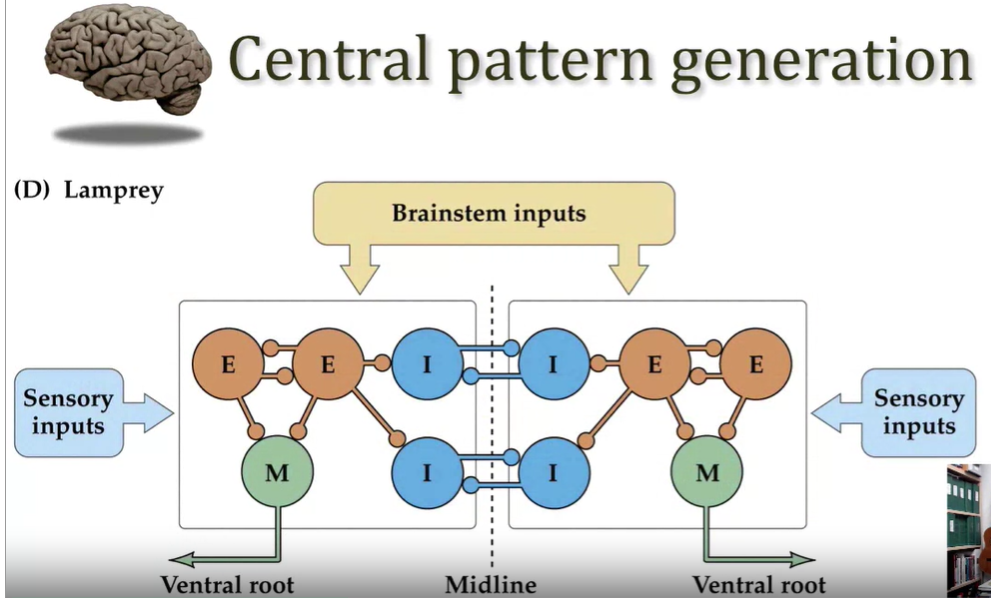 Central pattern generation
(D) Lamprey
Brainstem inputs
E
E
I
I
E
E
Sensory
inputs
Sensory
inputs
M
I
I
M
Ventral root
Midline
Ventral root